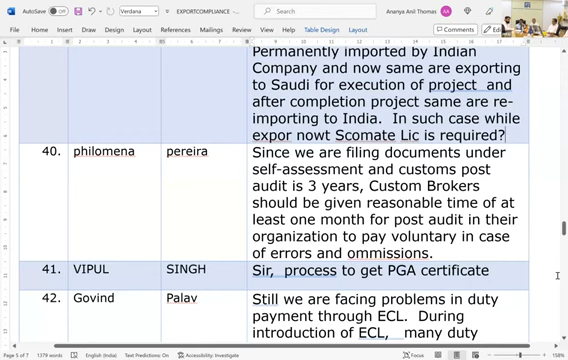 AutoSave Off
EXPORTCOMPLIANCE
Search
Ananya Anil Thomas
AA
File Home Insert Draw Design Layout References Mailings Review View Help Table Design Layout
Comments
Verdana
Permanently imported by Indian
Company and now same are exporting
to Saudi for execution of project and
after completion project same are re-
importing to India. In such case while
expor nowt Scomate Lic is required?
40. philomena pereira Since we are filing documents under
self-assessment and customs post
audit is 3 years, Custom Brokers
should be given reasonable time of at
least one month for post audit in their
organization to pay voluntary in case
of errors and ommissions.
41. VIPUL SINGH Sir, process to get PGA certificate
42. Govind Palav Still we are facing problems in duty
payment through ECL. During
introduction of ECL, many duty
Page 5 of 7 1379 words English (India) Text Predictions: On Accessibility: Investigate Focus 158%